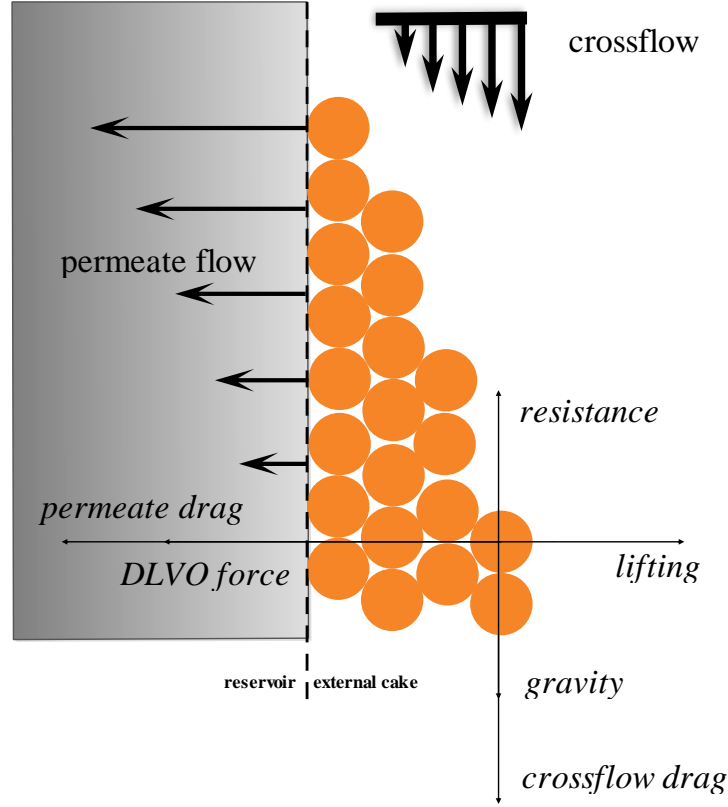 crossflow
permeate flow
resistance
permeate drag
DLVO force
lifting
reservoir
external cake
gravity
crossflow drag